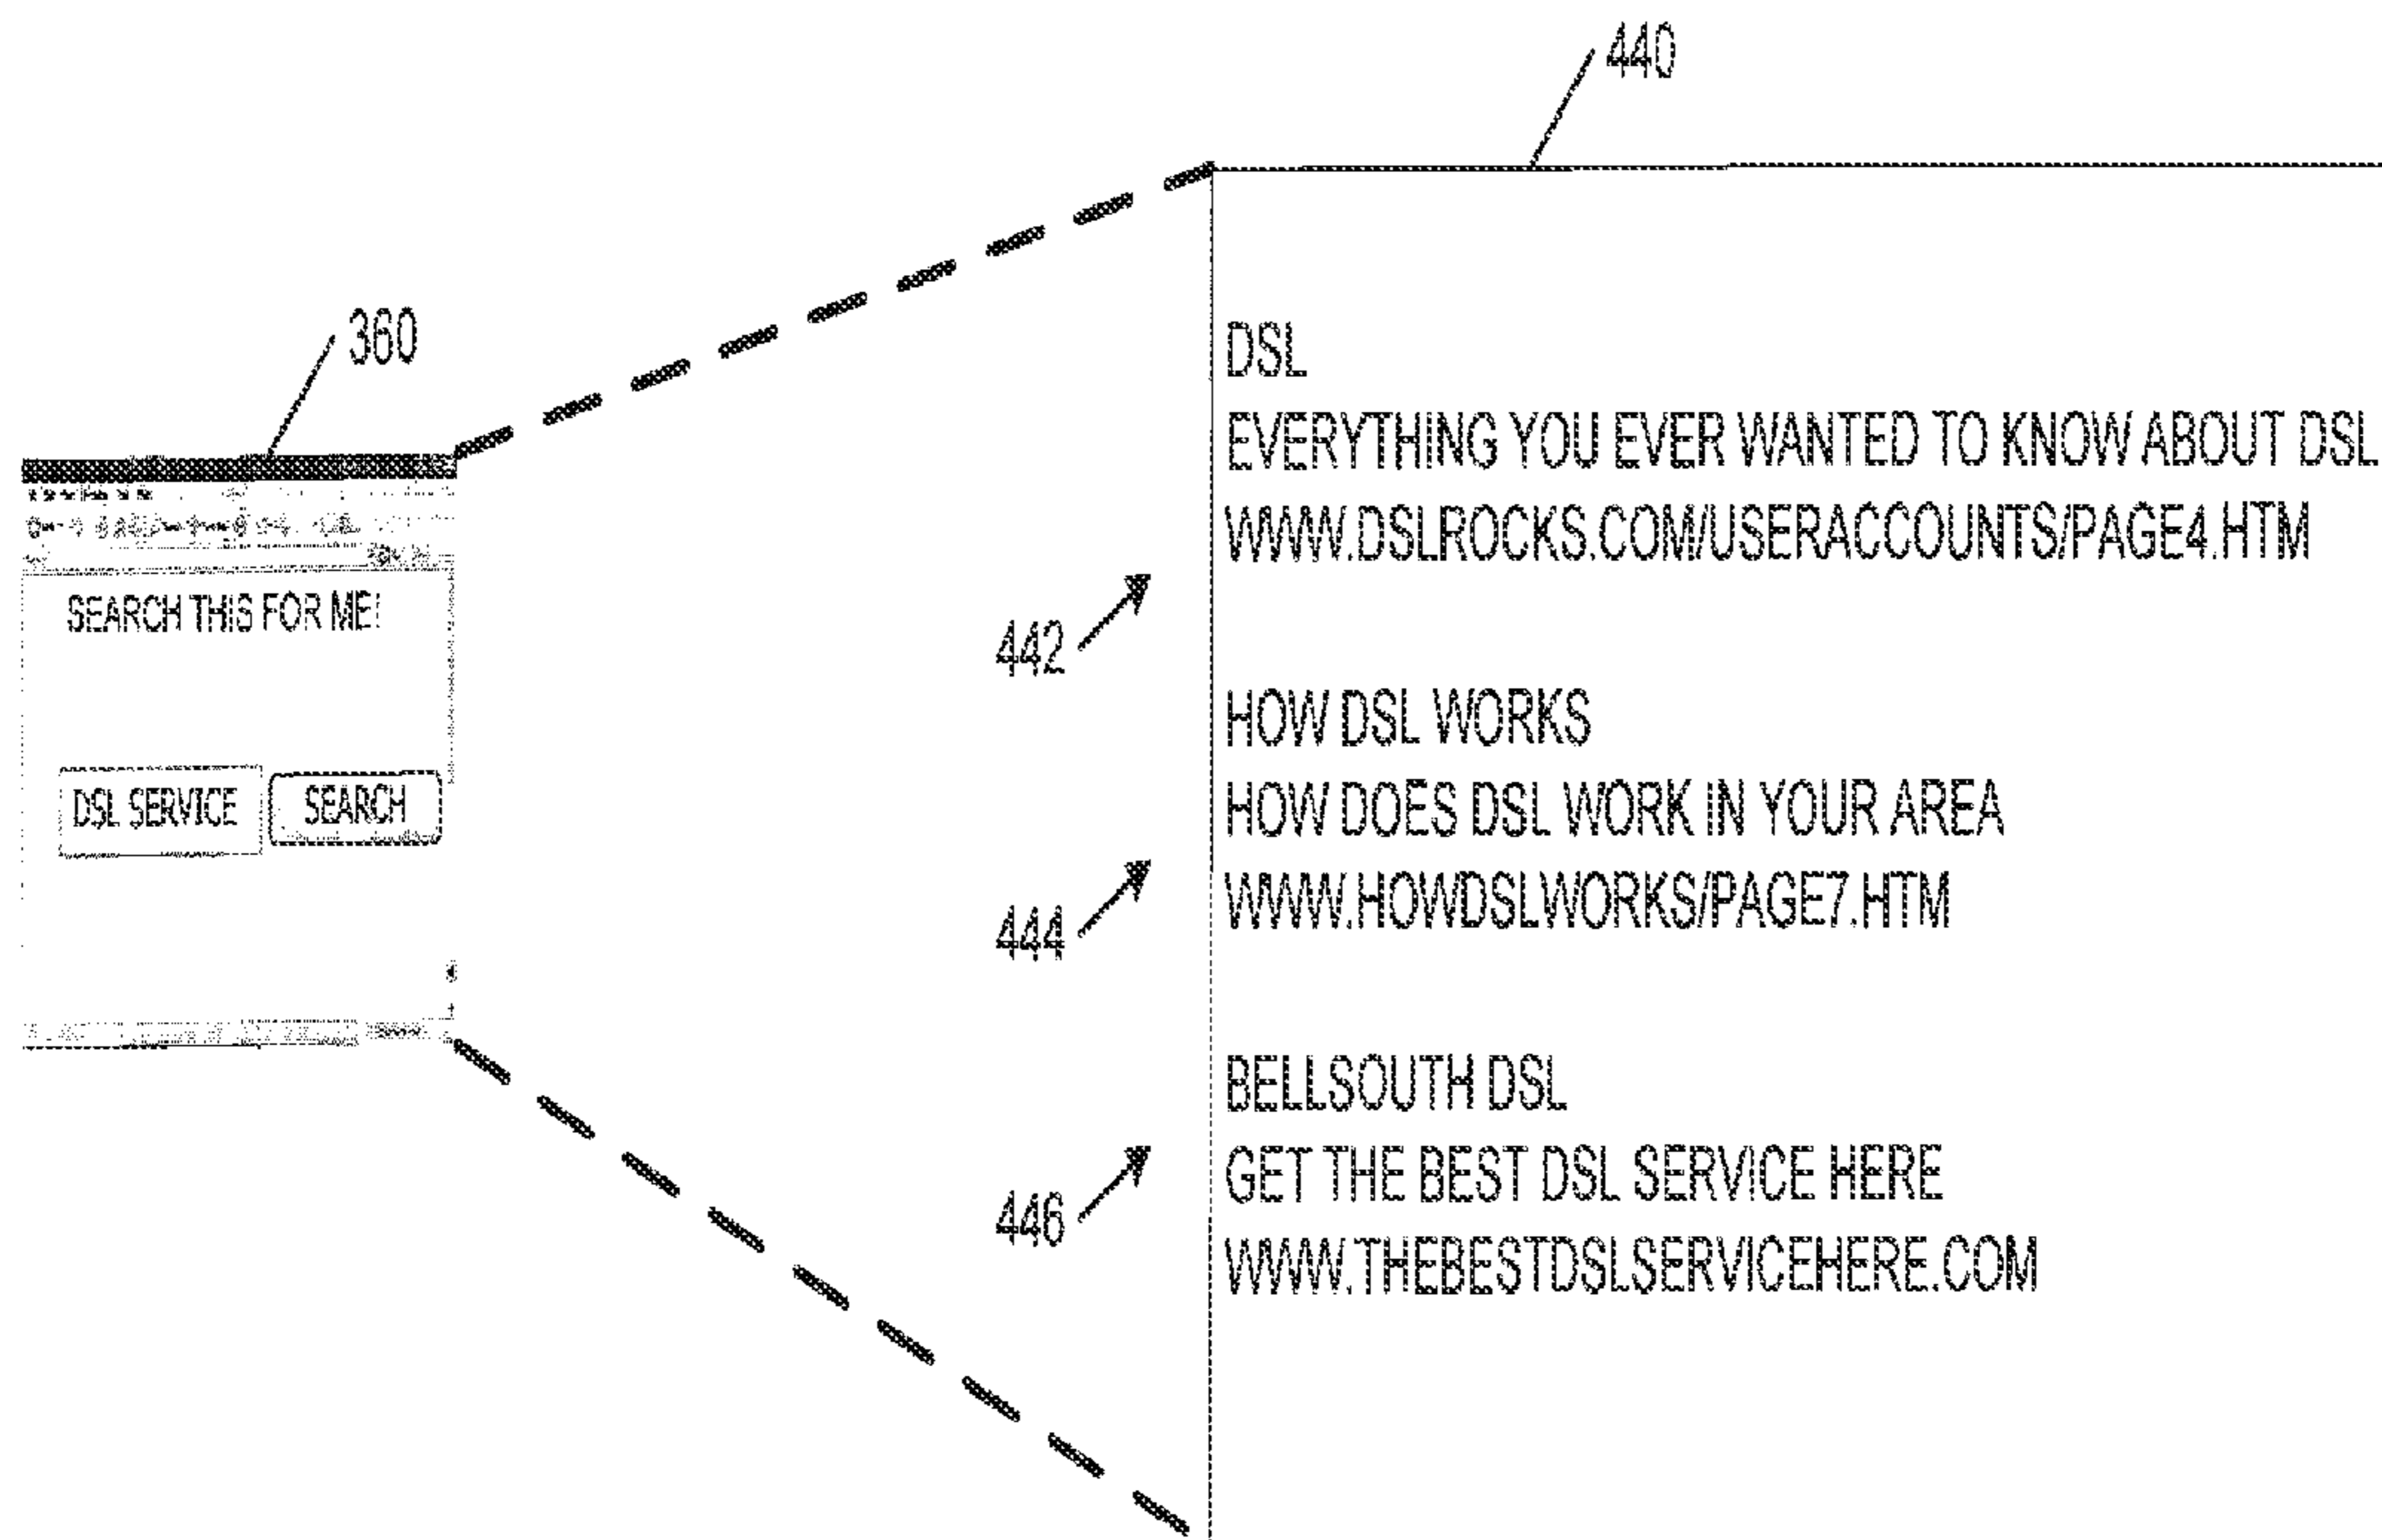 440
360
SEARCH THIS FOR ME!
DSL SERVICE
SEARCH
DSL
EVERYTHING YOU EVER WANTED TO KNOW ABOUT DSL
WWW.DSLROCKS.COM/USERACCOUNTS/PAGE4.HTM
442
HOW DSL WORKS
HOW DOES DSL WORK IN YOUR AREA
WWW.HOWDSLWORKS/PAGE7.HTM
444
BELLSOUTH DSL
GET THE BEST DSL SERVICE HERE
WWW.THEBESTDSLSERVICEHERE.COM
446